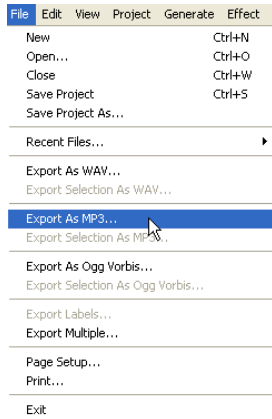 File Edit View Project Generate Effect
New Ctrl+N
Open... Ctrl+O
Close Ctrl+W
Save Project Ctrl+S
Save Project As...
Recent Files...
Export As WAV...
Export Selection As WAV...
Export As MP3...
Export Selection As MP3...
Export As Ogg Vorbis...
Export Selection As Ogg Vorbis...
Export Labels...
Export Multiple...
Page Setup...
Print...
Exit